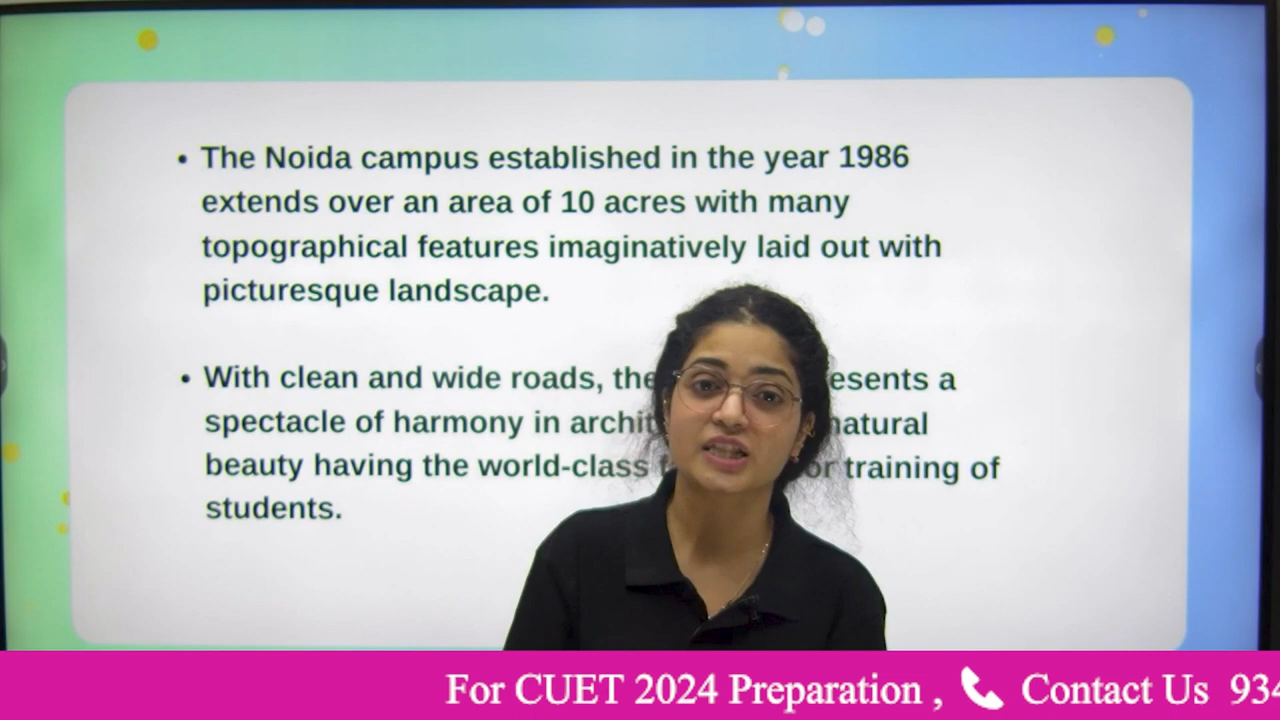 • The Noida campus established in the year 1986
extends over an area of 10 acres with many
topographical features imaginatively laid out with
picturesque landscape.
• With clean and wide roads, the esents a
spectacle of harmony in archit natural
beauty having the world-class or training of
students.
For CUET 2024 Preparation , Contact Us 934